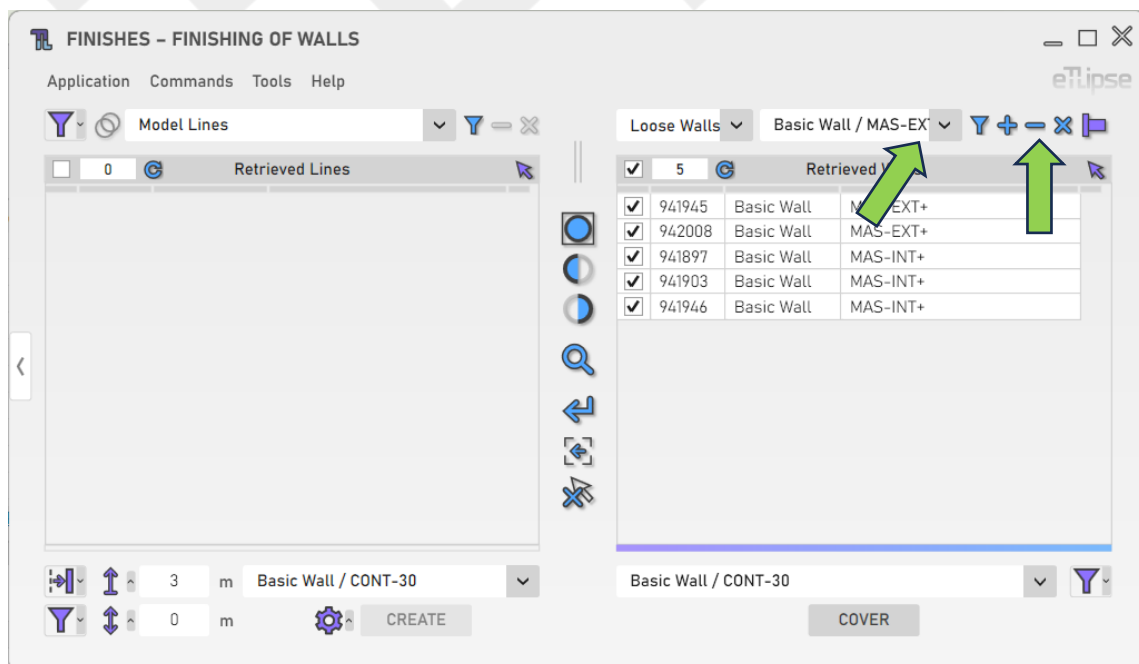 FINISHES – FINISHING OF WALLS
Application Commands Tools Help
eTLipse
Model Lines
Loose Walls Basic Wall / MAS-EX
0 Retrieved Lines
5 Retrieved
941945 Basic Wall MAS-EXT+
942008 Basic Wall MAS-EXT+
941897 Basic Wall MAS-INT+
941903 Basic Wall MAS-INT+
941946 Basic Wall MAS-INT+
3 m Basic Wall / CONT-30
Basic Wall / CONT-30
0 m CREATE
COVER